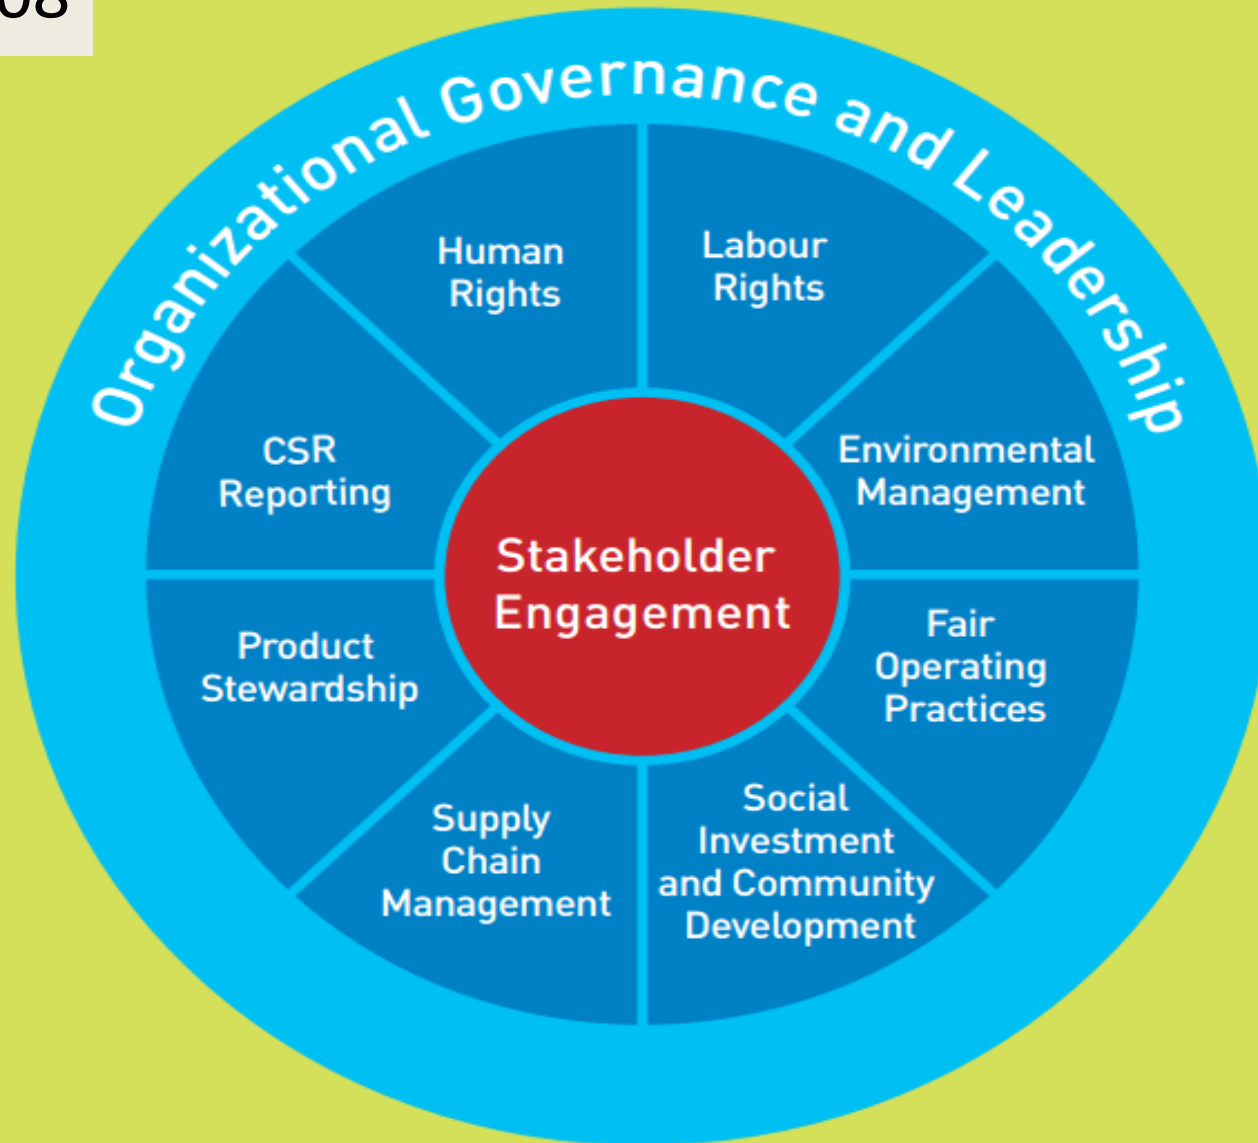 08
Organizational Governance and Leadership
Human
Rights
Labour
Rights
Environmental
Management
Fair
Operating
Practices
Social
Investment
and Community
Development
Supply
Chain
Management
Product
Stewardship
CSR
Reporting
Stakeholder
Engagement